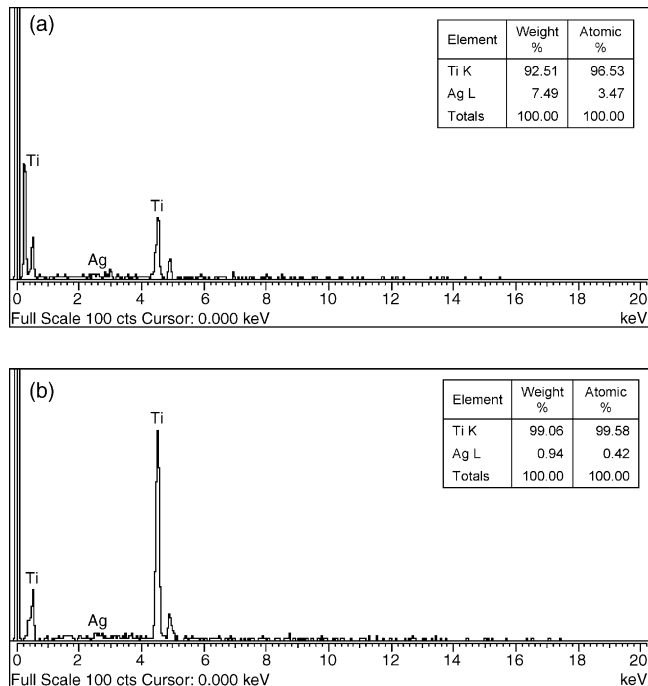 (a)
Element Weight % Atomic %
Ti K 92.51 96.53
Ag L 7.49 3.47
Totals 100.00 100.00
Ti
Ti
Ag
0 2 4 6 8 10 12 14 16 18 20
Full Scale 100 cts Cursor: 0.000 keV keV
(b)
Element Weight % Atomic %
Ti K 99.06 99.58
Ag L 0.94 0.42
Totals 100.00 100.00
Ti
Ti
Ag
0 2 4 6 8 10 12 14 16 18 20
Full Scale 100 cts Cursor: 0.000 keV keV